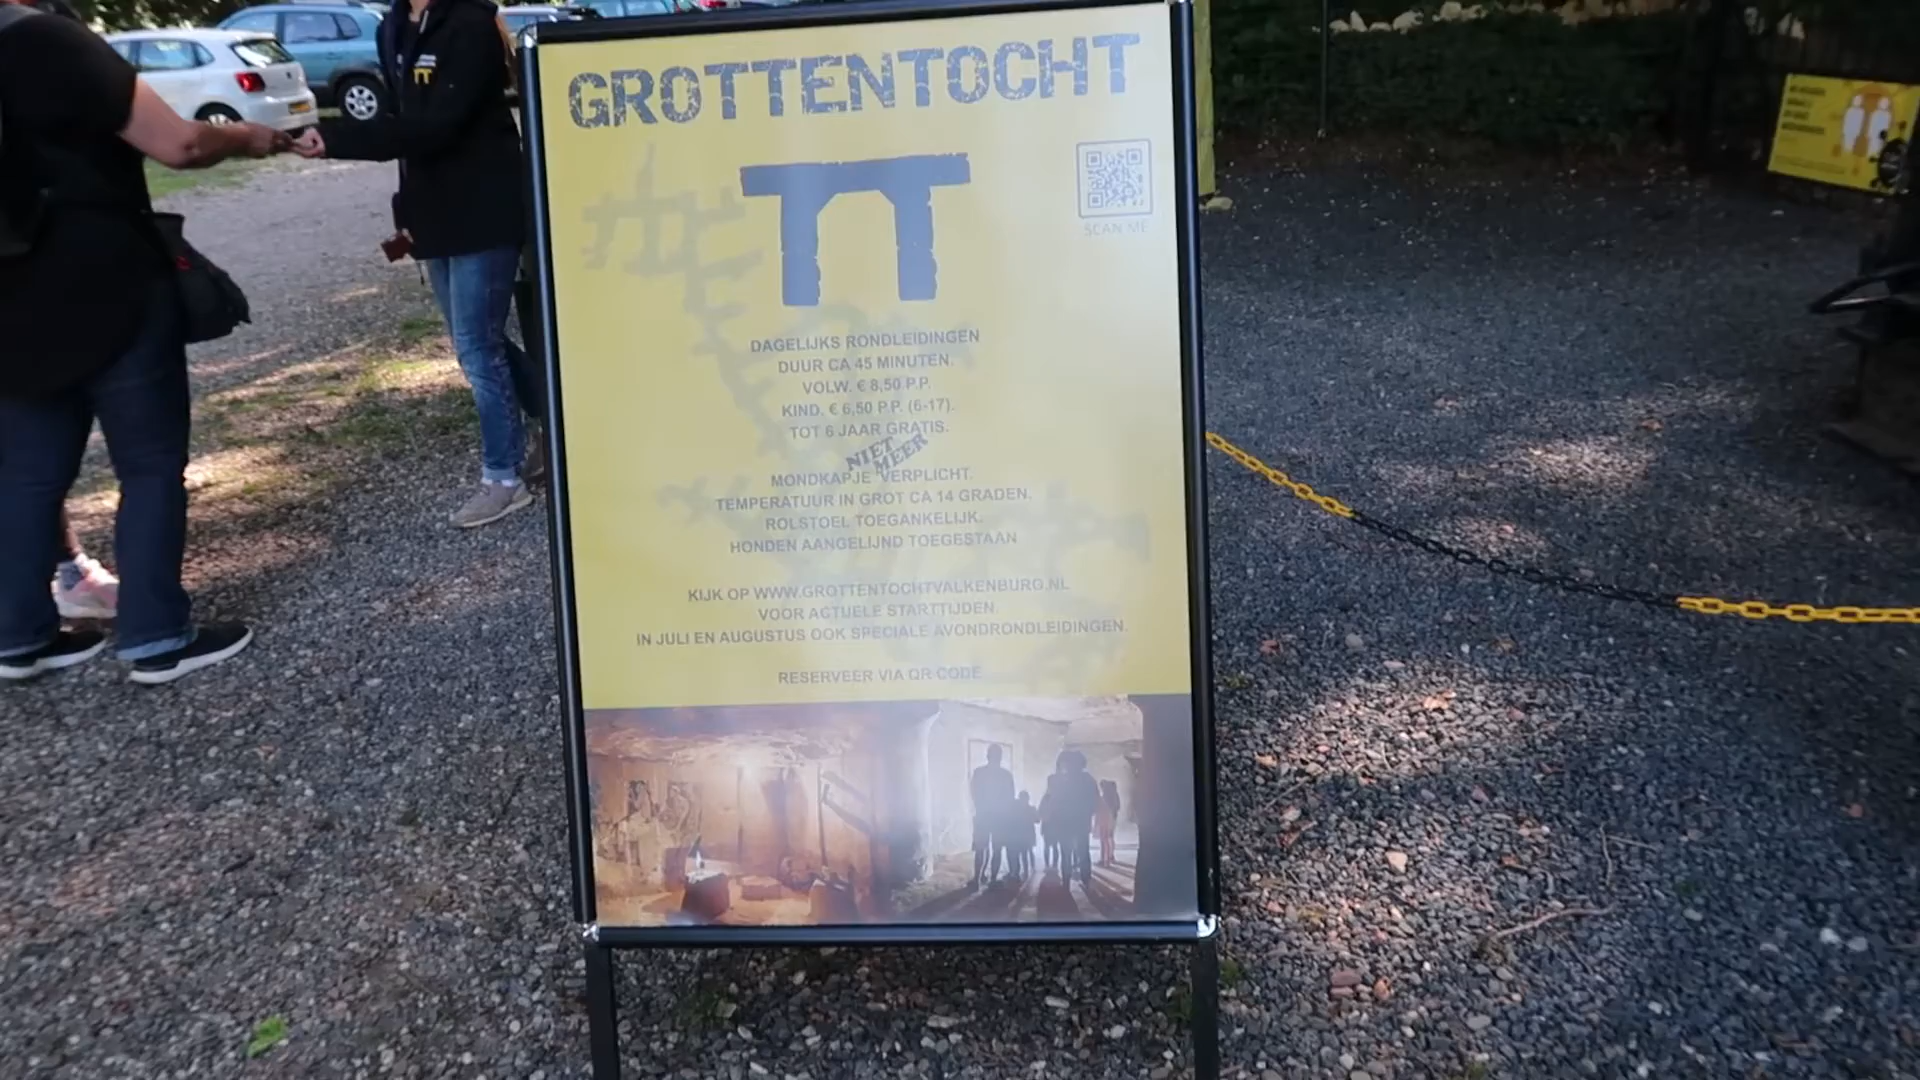 GROTTENTOCHT
SCAN ME
DAGELIJKS RONDLEIDINGEN
DUUR CA 45 MINUTEN.
VOLW. € 8,50 P.P.
KIND. € 6,50 P.P. (6-17).
TOT 6 JAAR GRATIS.
NIET
MEER
MONDKAPJE VERPLICHT.
TEMPERATUUR IN GROT CA 14 GRADEN.
ROLSTOEL TOEGANKELIJK.
HONDEN AANGELIJND TOEGESTAAN
KIJK OP WWW.GROTTENTOCHTVALKENBURG.NL
VOOR ACTUELE STARTTIJDEN.
IN JULI EN AUGUSTUS OOK SPECIALE AVONDRONDLEIDINGEN.
RESERVEER VIA QR CODE